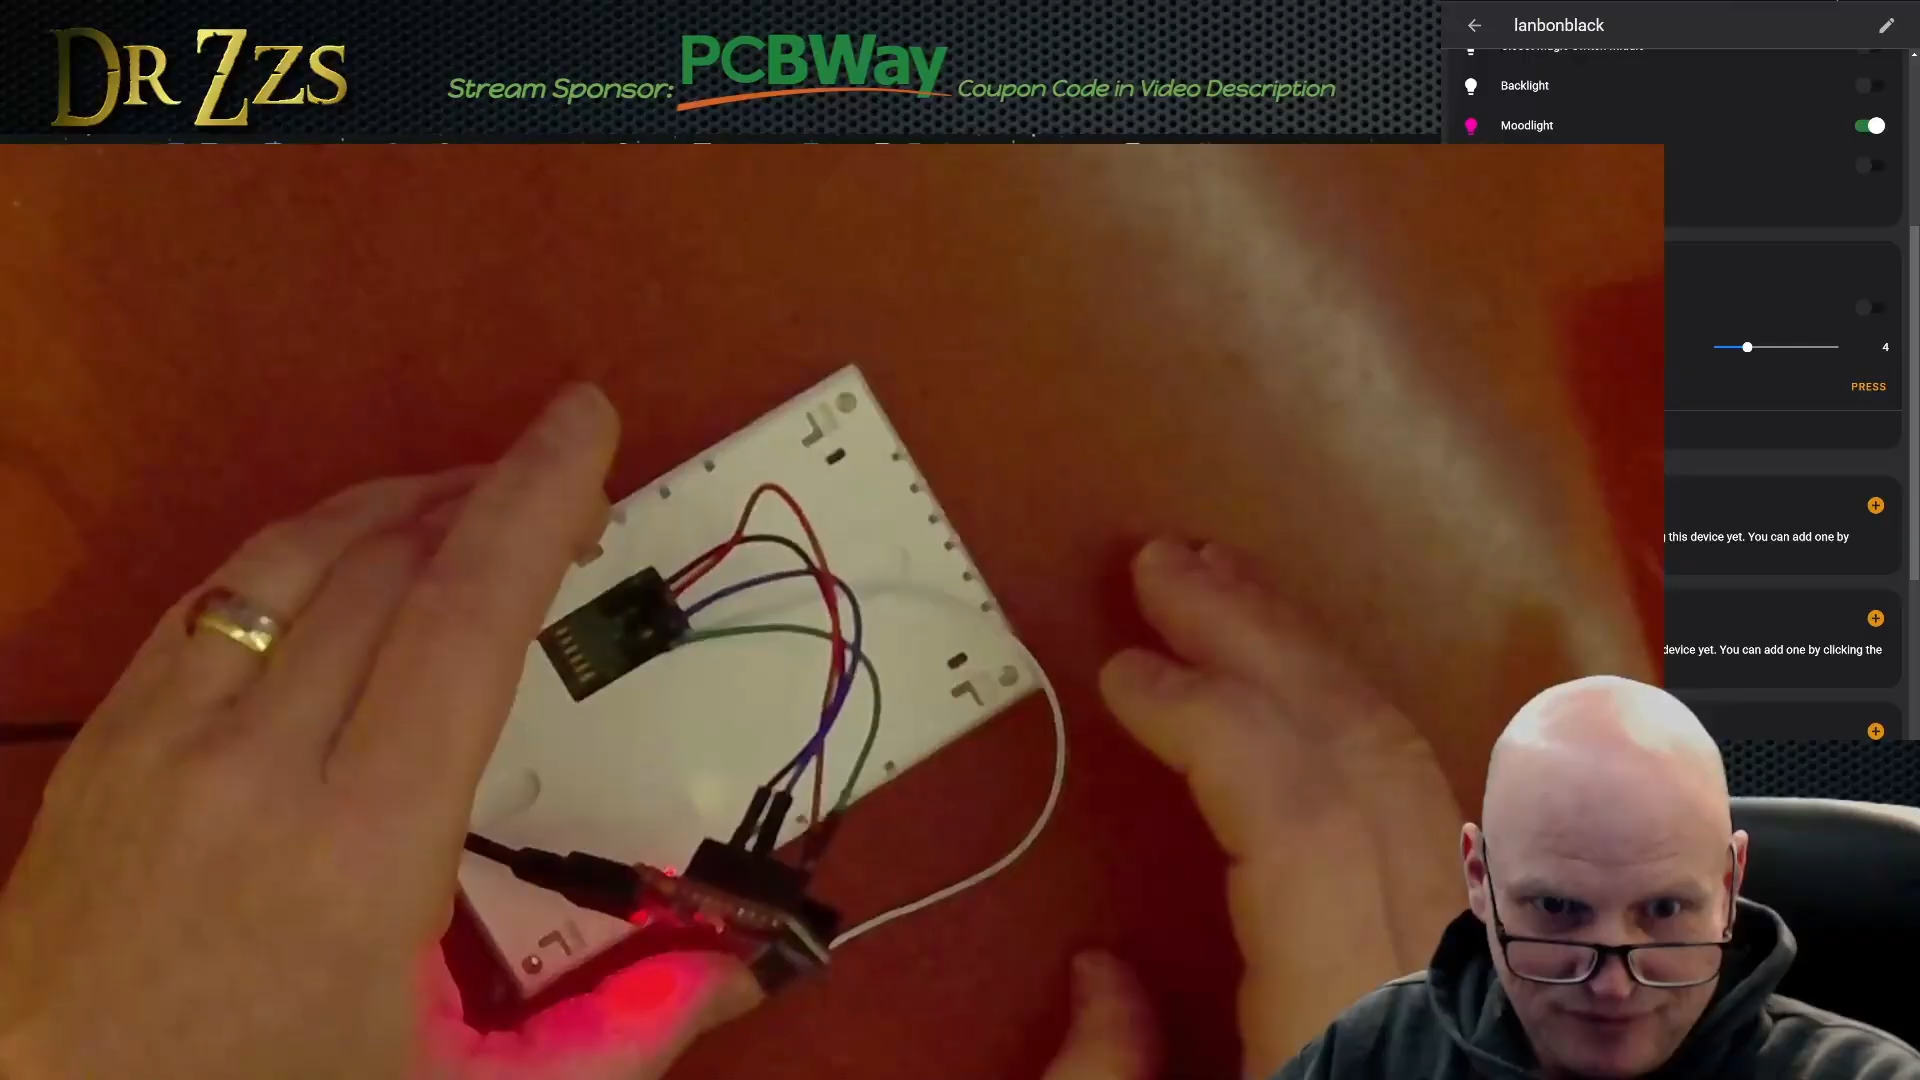 DR ZZS
Stream Sponsor: PCBWay Coupon Code in Video Description
lanbonblack
Backlight
Moodlight
4
PRESS
this device yet. You can add one by
device yet. You can add one by clicking the